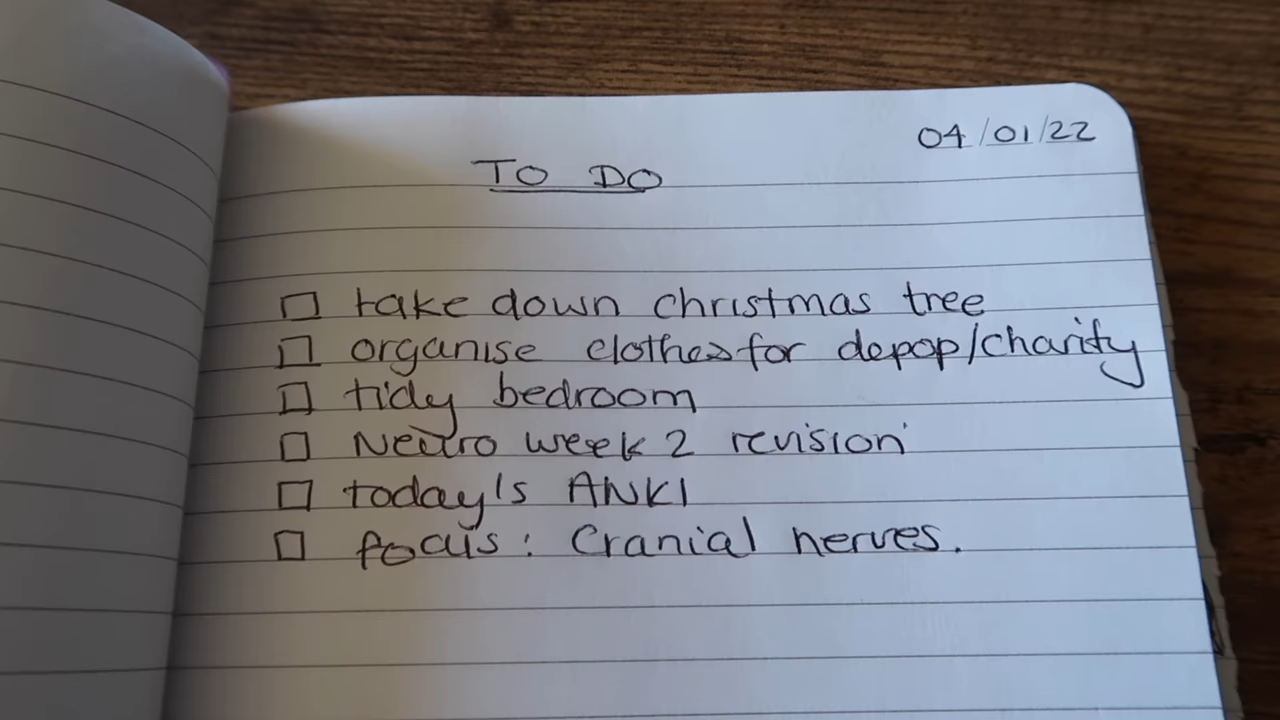 04/01/22
TO DO
☐ take down christmas tree
☐ organise clothes for depop/charity
☐ tidy bedroom
☐ Neuro week 2 revision
☐ today's ANKI
☐ focus: Cranial nerves.